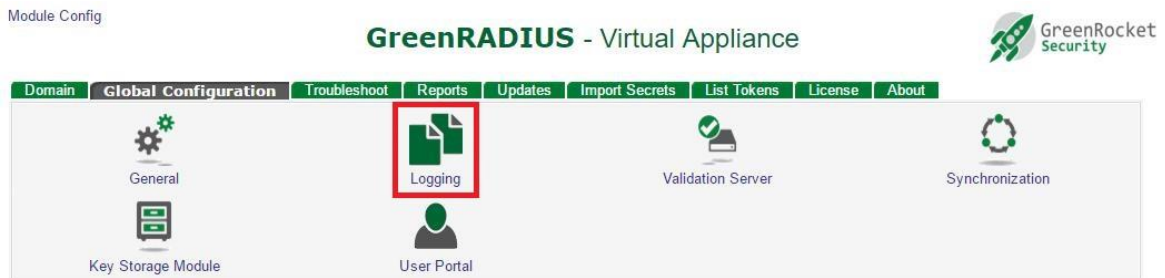 Module Config
GreenRADIUS - Virtual Appliance
GreenRocket
Security
Domain Global Configuration Troubleshoot Reports Updates Import Secrets List Tokens License About
General Logging Validation Server Synchronization
Key Storage Module User Portal